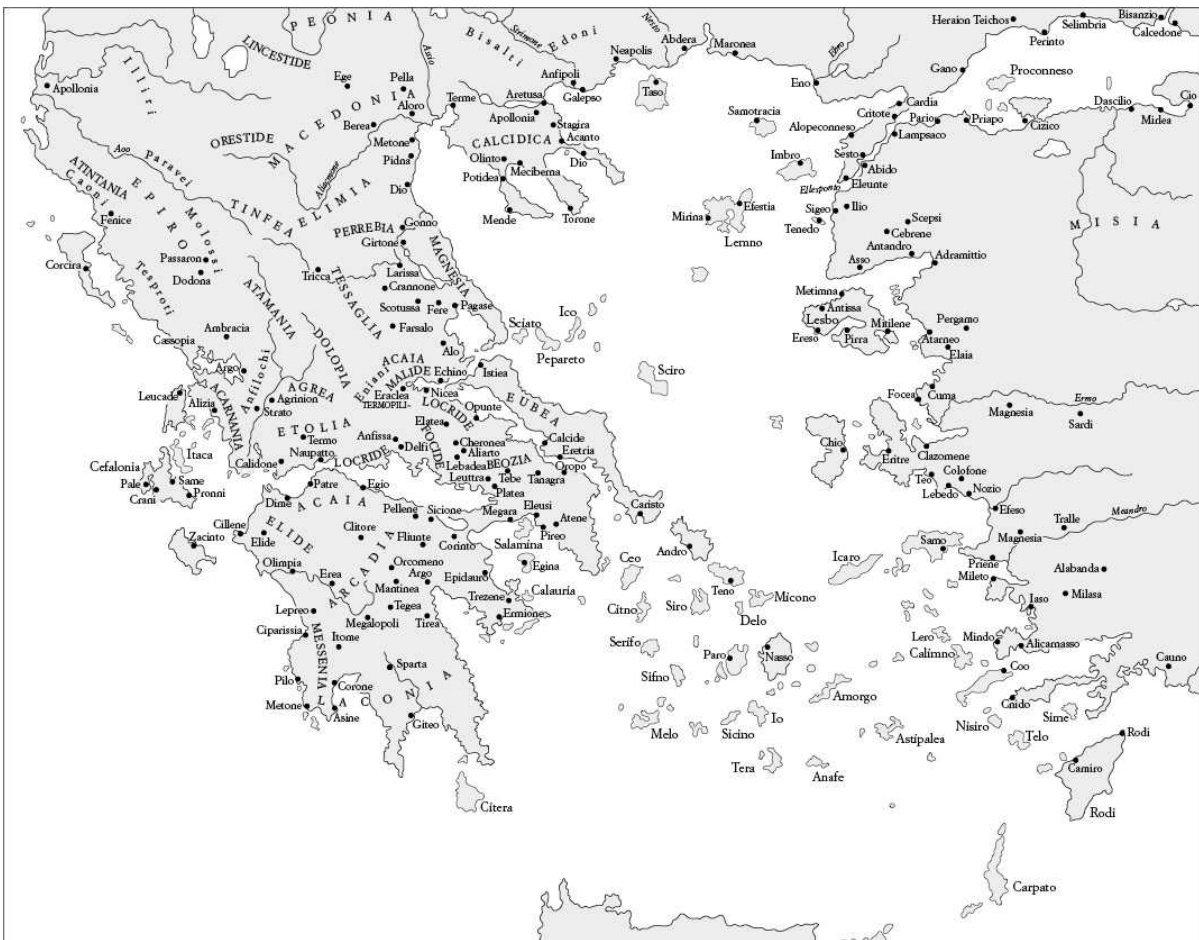 PEONIA
LINCESTIDE
Bisalti
Strimone
Edoni
Nesto
Abdera
Maronea
Ebro
Heraion Teichos
Selimbria
Bisanzio
Calcedone
Perinto
Neapolis
Assio
Illiri
Apollonia
Ege
Pella
MACEDONIA
Anfipoli
Galepso
Taso
Eno
Gano
Proconneso
Aloro
Terme
Aretusa
Apollonia
Stagira
Samotracia
Cardia
Critote
Pario
Priapo
Cizico
Dascilio
Mirlea
Cio
ORESTIDE
Berea
Metone
Pidna
CALCIDICA
Acanto
Alopeconneso
Lampsaco
Aoo
Paravei
Aliacmone
Olinto
Meciberna
Dio
Imbro
Sesto
Abido
ATINTANIA
Caoni
EPIRO
Molossi
TINFEA
ELIMIA
Dio
Potidea
Mende
Torone
Ellesponto
Eleunte
Fenice
Mirina
Efestia
Lemno
Sigeo
Ilio
Tenedo
Scepsi
Cebrene
MISIA
PERREBIA
Gonno
Girtone
MAGNESIA
Antandro
Adramittio
Asso
Corcira
Passaron
Dodona
Tricca
Larissa
Crannone
Tesproti
ATAMANIA
TESSAGLIA
Scotussa
Fere
Pagase
Metimna
Antissa
Lesbo
Ereso
Pirra
Mitilene
Atarneo
Pergamo
Elaia
Farsalo
Sciato
Ico
Pepareto
Ambracia
Cassopia
DOLOPIA
Alo
Argo
Anfilochi
ACAIA
Eniani
MALIDE
Echino
Istiea
Sciro
Leucade
Alizia
ACARNANIA
AGREA
Agrinion
Strato
Eraclea
Nicea
TERMOPILI
LOCRIDE
Opunte
EUBEA
Focea
Cuma
Magnesia
Ermo
Sardi
ETOLIA
Termo
Elatea
Anfissa
Delfi
FOCIDE
Cheronea
Aliarto
Calcide
Eretria
Chio
Eritre
Clazomene
Itaca
Cefalonia
Naupatto
Calidone
LOCRIDE
Lebadea
BEOZIA
Oropo
Leuttra
Tebe
Tanagra
Platea
Colofone
Teo
Lebedo
Nozio
Pale
Same
Crani
Pronni
Patre
Egio
Dime
ACAIA
Eleusi
Caristo
Efeso
Meandro
Pellene
Sicione
Megara
Atene
Pireo
Cillene
ELIDE
Elide
Clitore
Fliunte
Corinto
Salamina
Magnesia
Tralle
Zacinto
Andro
Samo
Priene
Mileto
Olimpia
ARCADIA
Orcomeno
Argo
Epidauro
Egina
Ceo
Icaro
Alabanda
Erea
Mantinea
Calauria
Trezene
Teno
Micono
Milasa
Iaso
Lepreo
Tegea
Ermione
Citno
Siro
Delo
Megalopoli
Tirea
Ciparissia
MESSENIA
Itome
Serifo
Lero
Calimno
Mindo
Alicarnasso
Sparta
Paro
Nasso
Coo
Cauno
Pilo
Corone
LACONIA
Sifno
Amorgo
Cnido
Metone
Asine
Giteo
Melo
Sicino
Io
Astipalea
Nisiro
Sime
Telo
Rodi
Tera
Anafe
Camiro
Citera
Rodi
Carpato